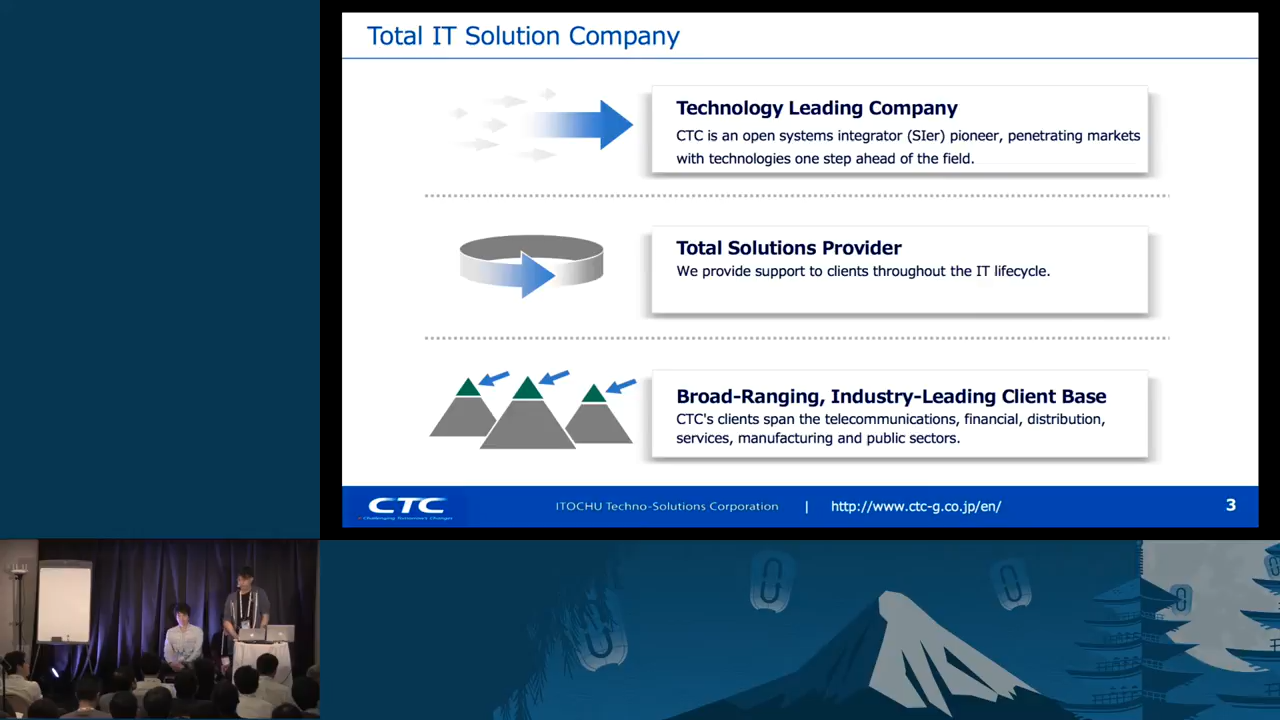 Total IT Solution Company
Technology Leading Company
CTC is an open systems integrator (SIer) pioneer, penetrating markets
with technologies one step ahead of the field.
Total Solutions Provider
We provide support to clients throughout the IT lifecycle.
Broad-Ranging, Industry-Leading Client Base
CTC's clients span the telecommunications, financial, distribution,
services, manufacturing and public sectors.
CTC
Challenging Tomorrow's Changes
ITOCHU Techno-Solutions Corporation | http://www.ctc-g.co.jp/en/ 3